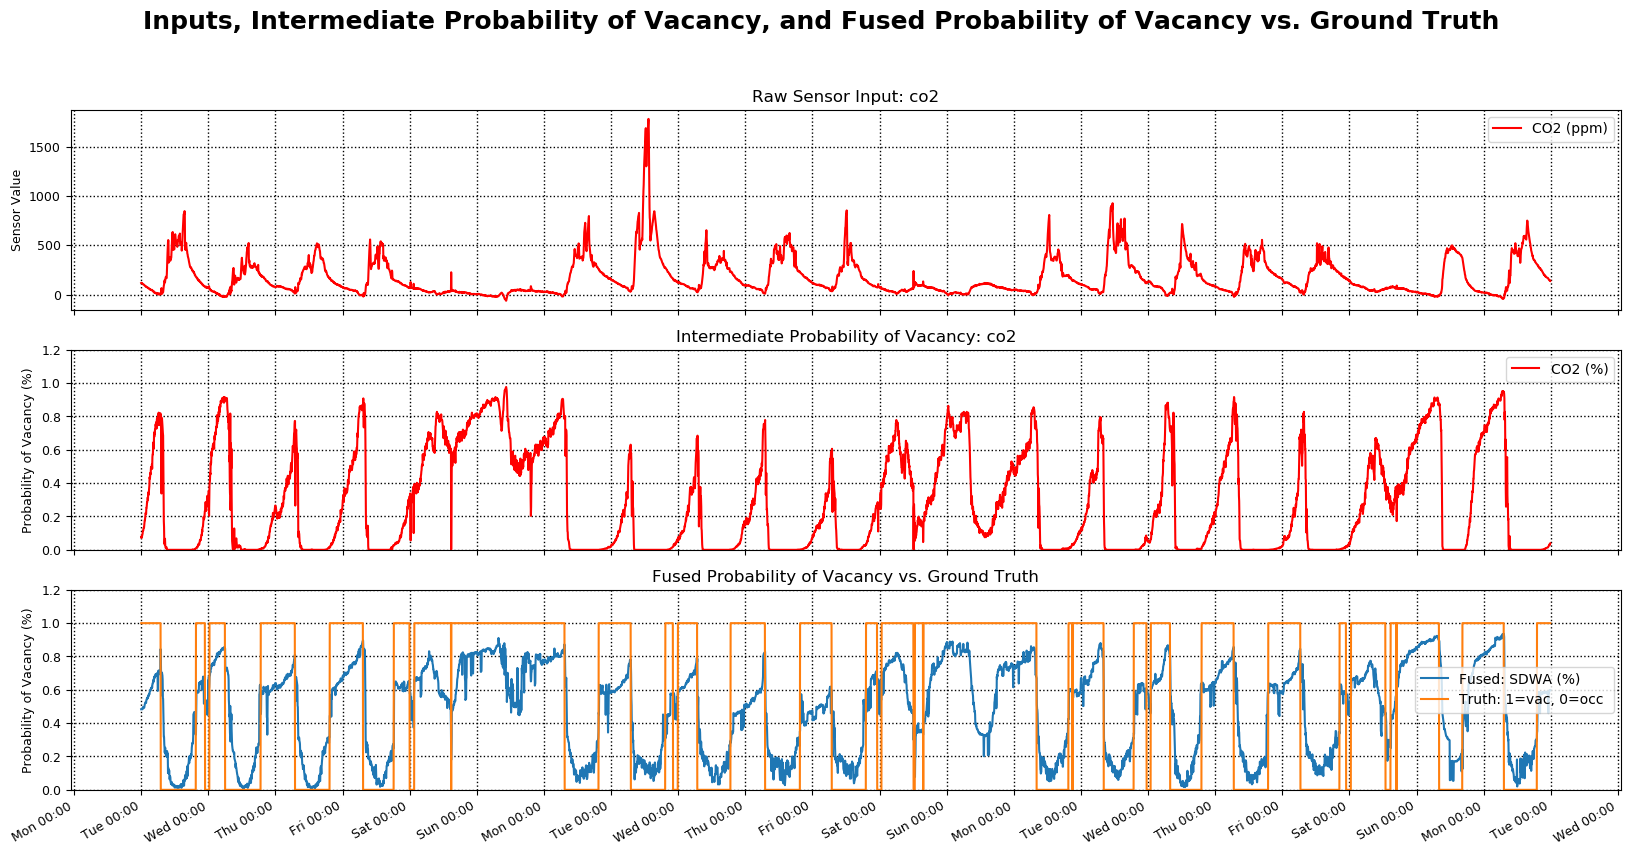 Inputs, Intermediate Probability of Vacancy, and Fused Probability of Vacancy vs. Ground Truth
Raw Sensor Input: co2
Sensor Value
1500
1000
500
0
CO2 (ppm)
Intermediate Probability of Vacancy: co2
Probability of Vacancy (%)
1.2
1.0
0.8
0.6
0.4
0.2
0.0
CO2 (%)
Fused Probability of Vacancy vs. Ground Truth
Probability of Vacancy (%)
1.2
1.0
0.8
0.6
0.4
0.2
0.0
Fused: SDWA (%)
Truth: 1=vac, 0=occ
Mon 00:00
Tue 00:00
Wed 00:00
Thu 00:00
Fri 00:00
Sat 00:00
Sun 00:00
Mon 00:00
Tue 00:00
Wed 00:00
Thu 00:00
Fri 00:00
Sat 00:00
Sun 00:00
Mon 00:00
Tue 00:00
Wed 00:00
Thu 00:00
Fri 00:00
Sat 00:00
Sun 00:00
Mon 00:00
Tue 00:00
Wed 00:00